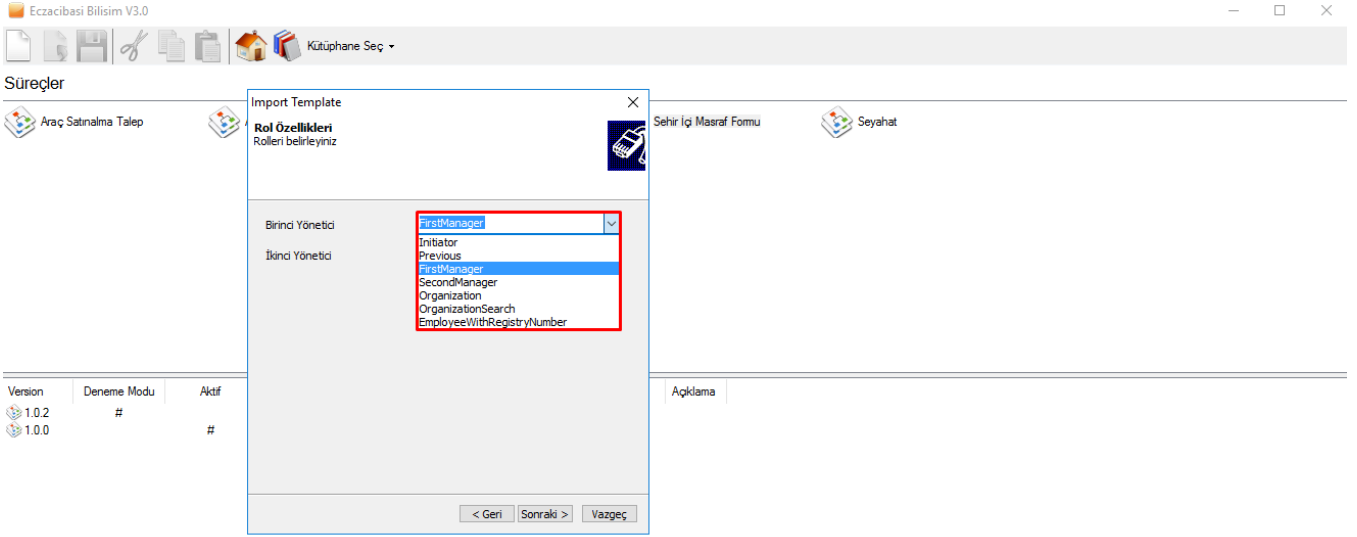 Eczacibasi Bilisim V3.0
Kütüphane Seç
Süreçler
Araç Satınalma Talep
Sehir İçi Masraf Formu
Seyahat
Import Template
Rol Özellikleri
Rolleri belirleyiniz
Birinci Yönetici
FirstManager
Initiator
Previous
FirstManager
SecondManager
Organization
OrganizationSearch
EmployeeWithRegistryNumber
İkinci Yönetici
Version Deneme Modu Aktif Açıklama
1.0.2 #
1.0.0 #
< Geri Sonraki > Vazgeç